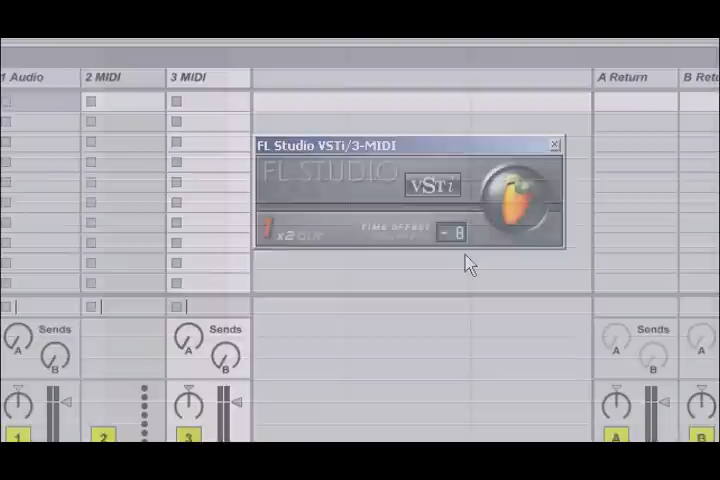 1 Audio 2 MIDI 3 MIDI A Return B Retu
FL Studio VSTi/3-MIDI
FL STUDIO
VSTi
1 x2 OUT TIME OFFSET - 8
Sends Sends Sends
A A A A
B B B
1 2 3 A B